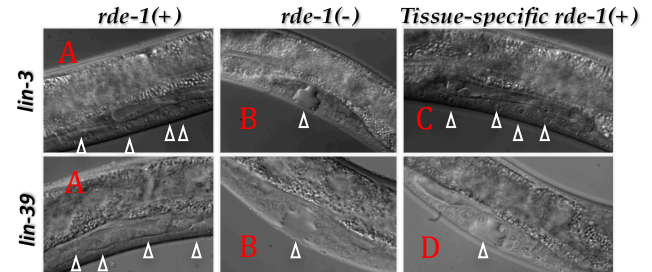 rde-1(+) rde-1(-) Tissue-specific rde-1(+)
lin-3
A B C
lin-39
A B D